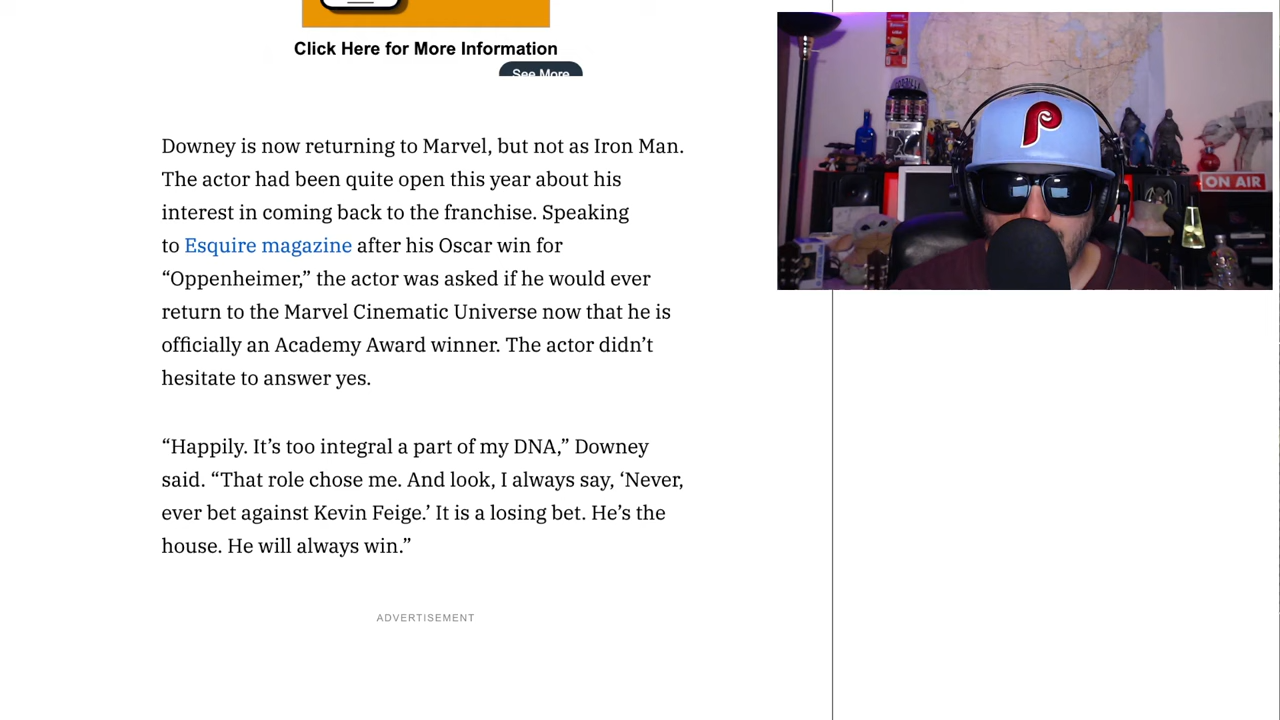 Click Here for More Information
See More
Downey is now returning to Marvel, but not as Iron Man.
The actor had been quite open this year about his
interest in coming back to the franchise. Speaking
to Esquire magazine after his Oscar win for
“Oppenheimer,” the actor was asked if he would ever
return to the Marvel Cinematic Universe now that he is
officially an Academy Award winner. The actor didn’t
hesitate to answer yes.
“Happily. It’s too integral a part of my DNA,” Downey
said. “That role chose me. And look, I always say, ‘Never,
ever bet against Kevin Feige.’ It is a losing bet. He’s the
house. He will always win.”
ADVERTISEMENT
P
ON AIR